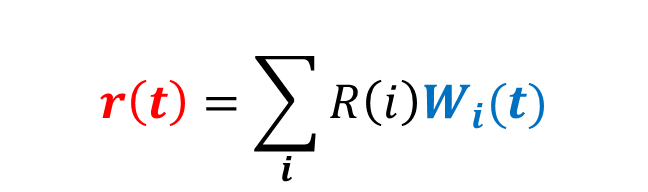 r(t) = ∑ R(i)Wᵢ(t)
i